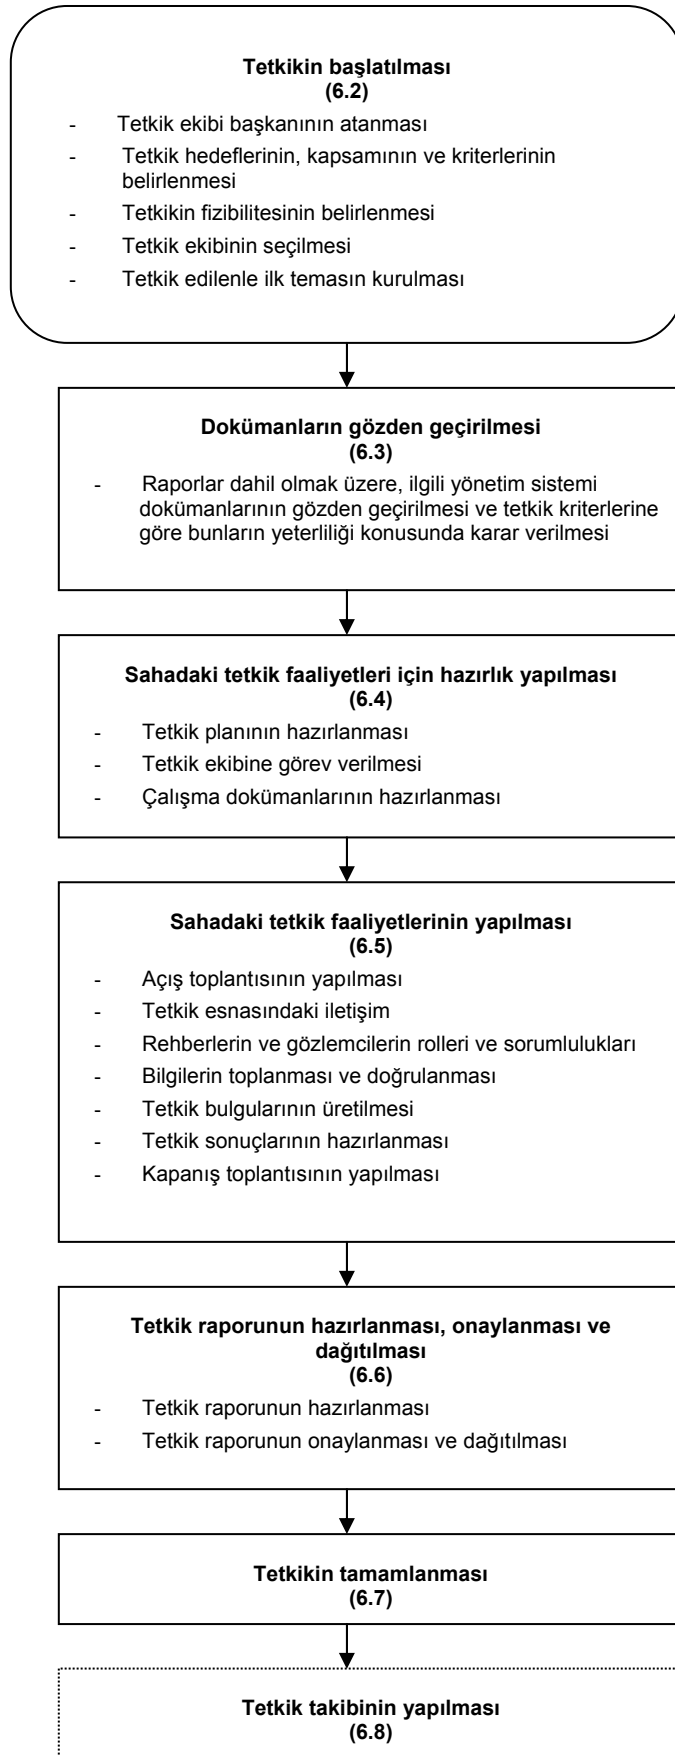 Tetkikin başlatılması
(6.2)
- Tetkik ekibi başkanının atanması
- Tetkik hedeflerinin, kapsamının ve kriterlerinin
belirlenmesi
- Tetkikin fizibilitesinin belirlenmesi
- Tetkik ekibinin seçilmesi
- Tetkik edilenle ilk temasın kurulması
Dokümanların gözden geçirilmesi
(6.3)
- Raporlar dahil olmak üzere, ilgili yönetim sistemi
dokümanlarının gözden geçirilmesi ve tetkik kriterlerine
göre bunların yeterliliği konusunda karar verilmesi
Sahadaki tetkik faaliyetleri için hazırlık yapılması
(6.4)
- Tetkik planının hazırlanması
- Tetkik ekibine görev verilmesi
- Çalışma dokümanlarının hazırlanması
Sahadaki tetkik faaliyetlerinin yapılması
(6.5)
- Açış toplantısının yapılması
- Tetkik esnasındaki iletişim
- Rehberlerin ve gözlemcilerin rolleri ve sorumlulukları
- Bilgilerin toplanması ve doğrulanması
- Tetkik bulgularının üretilmesi
- Tetkik sonuçlarının hazırlanması
- Kapanış toplantısının yapılması
Tetkik raporunun hazırlanması, onaylanması ve
dağıtılması
(6.6)
- Tetkik raporunun hazırlanması
- Tetkik raporunun onaylanması ve dağıtılması
Tetkikin tamamlanması
(6.7)
Tetkik takibinin yapılması
(6.8)